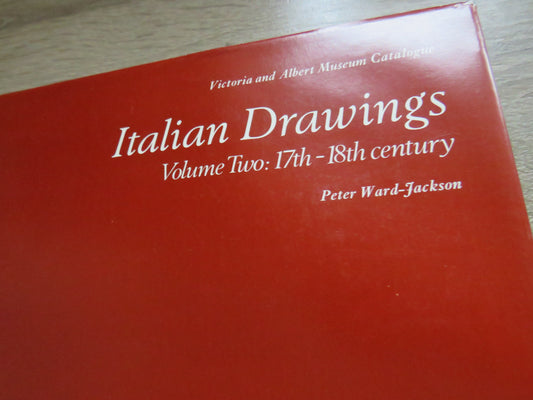 Victoria and Albert Museum Catalogue
Italian Drawings
Volume Two: 17th - 18th century
Peter Ward-Jackson